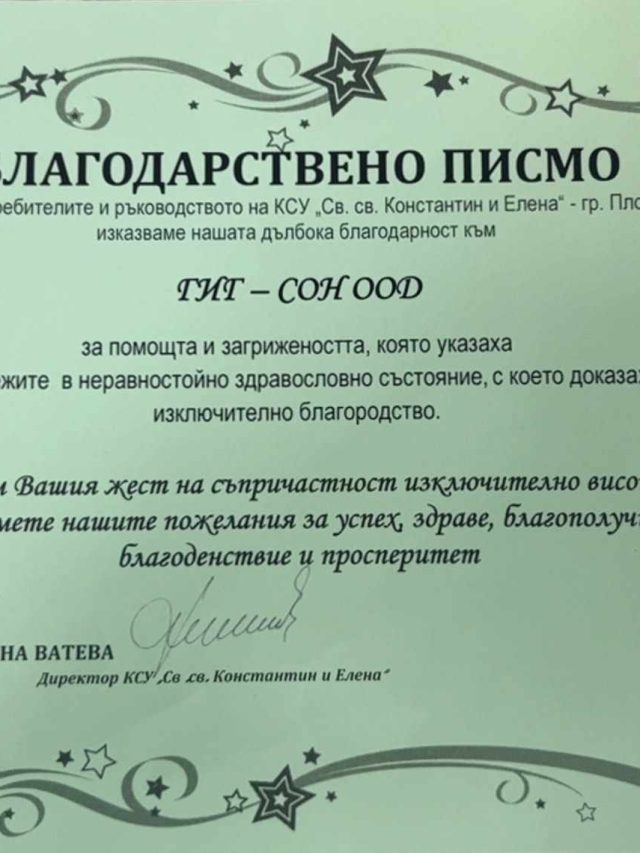 БЛАГОДАРСТВЕНО ПИСМО
ребителите и ръководството на КСУ „Св. св. Константин и Елена“ - гр. Пло
изказваме нашата дълбока благодарност към
ГИГ – СОН ООД
за помощта и загрижеността, която указаха
жите в неравностойно здравословно състояние, с което доказа
изключително благородство.
и Вашия жест на съпричастност изключително висо
мете нашите пожелания за успех, здраве, благополучи
благоденствие и просперитет
НА ВАТЕВА
Директор КСУ „Св .св. Константин и Елена“